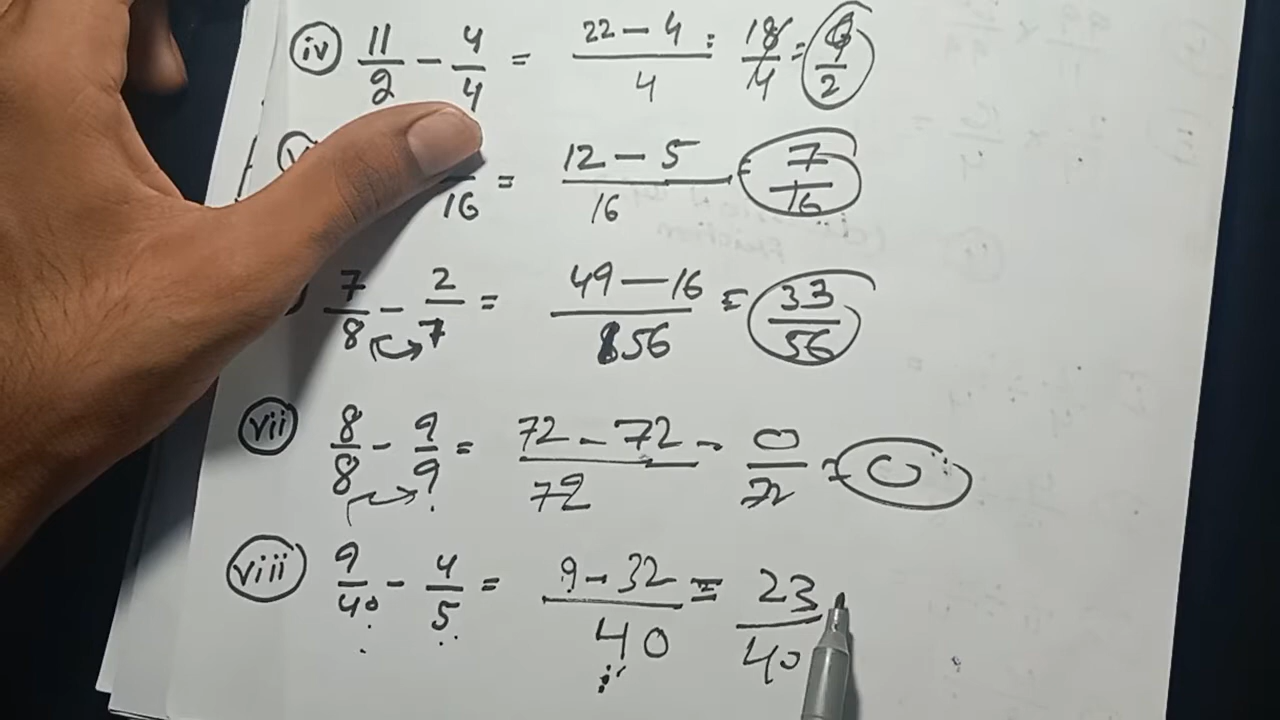 iv 11/2 - 4/4 = 22 - 4/4 = 18/4 = 9/2
16 = 12 - 5/16 = 7/16
7/8 - 2/7 = 49 - 16/56 = 33/56
vii 8/8 - 9/9 = 72 - 72/72 - 0/72 = 0
viii 9/40 - 4/5 = 9 - 32/40 = 23/40